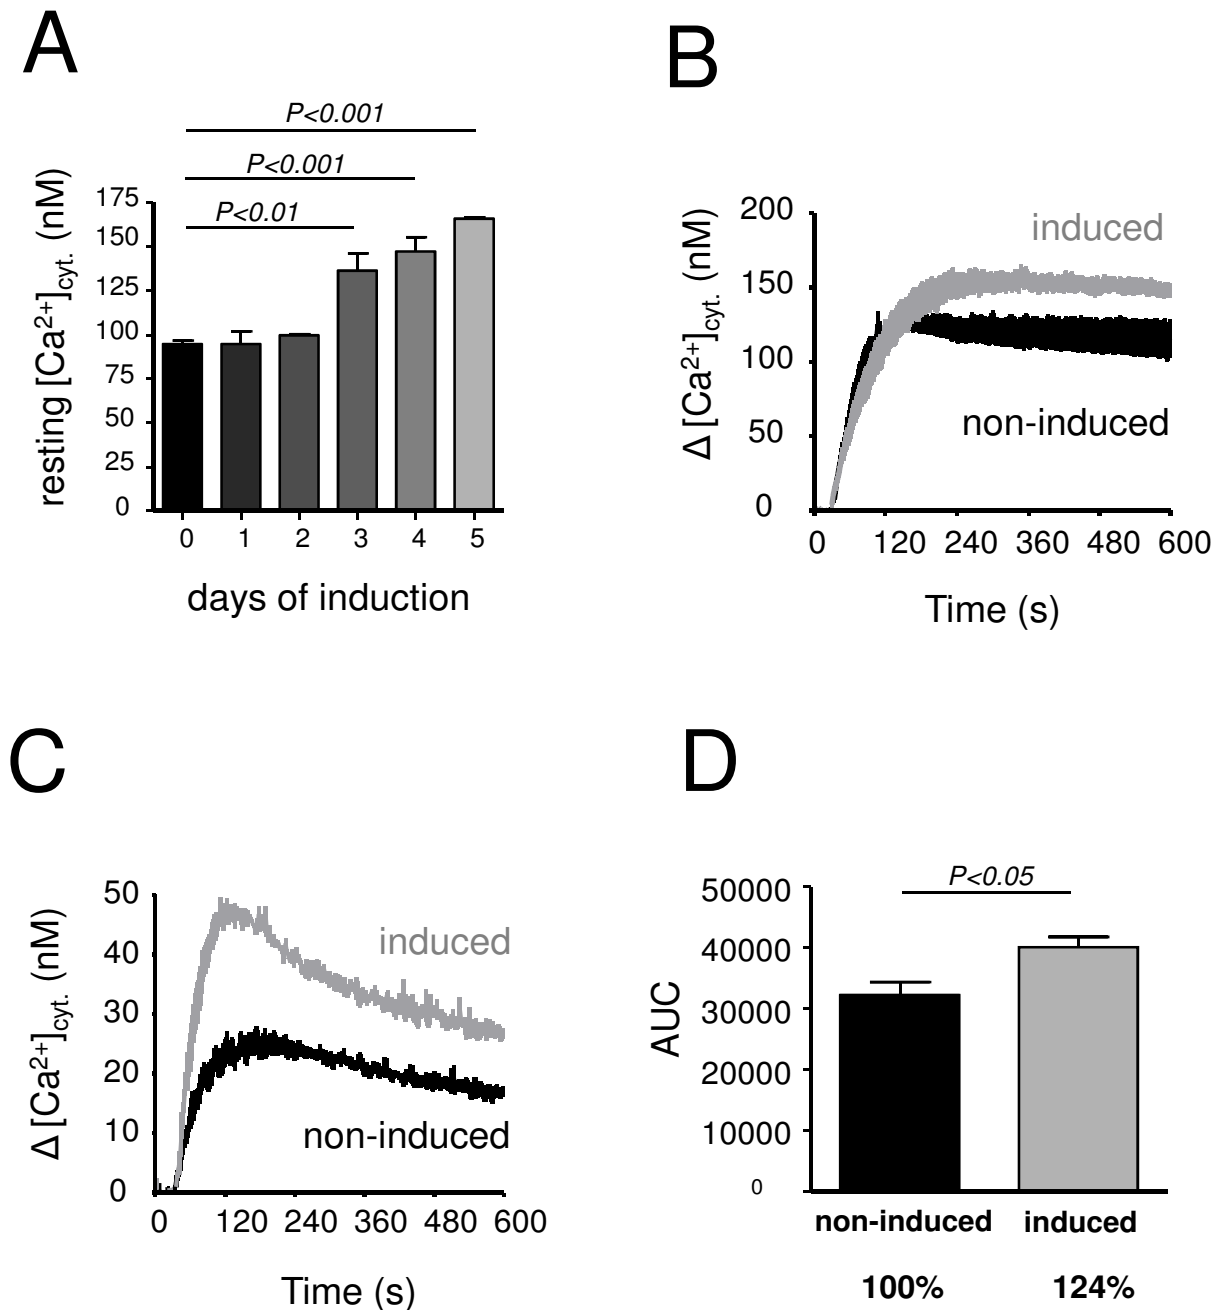 A
P<0.001
P<0.001
P<0.01
resting [Ca2+]cyt. (nM)
175
150
125
100
75
50
25
0
0 1 2 3 4 5
days of induction
B
Δ [Ca2+]cyt. (nM)
200
150
100
50
0
induced
non-induced
0 120 240 360 480 600
Time (s)
C
Δ [Ca2+]cyt. (nM)
50
40
30
20
10
0
induced
non-induced
0 120 240 360 480 600
Time (s)
D
P<0.05
AUC
50000
40000
30000
20000
10000
0
non-induced induced
100% 124%